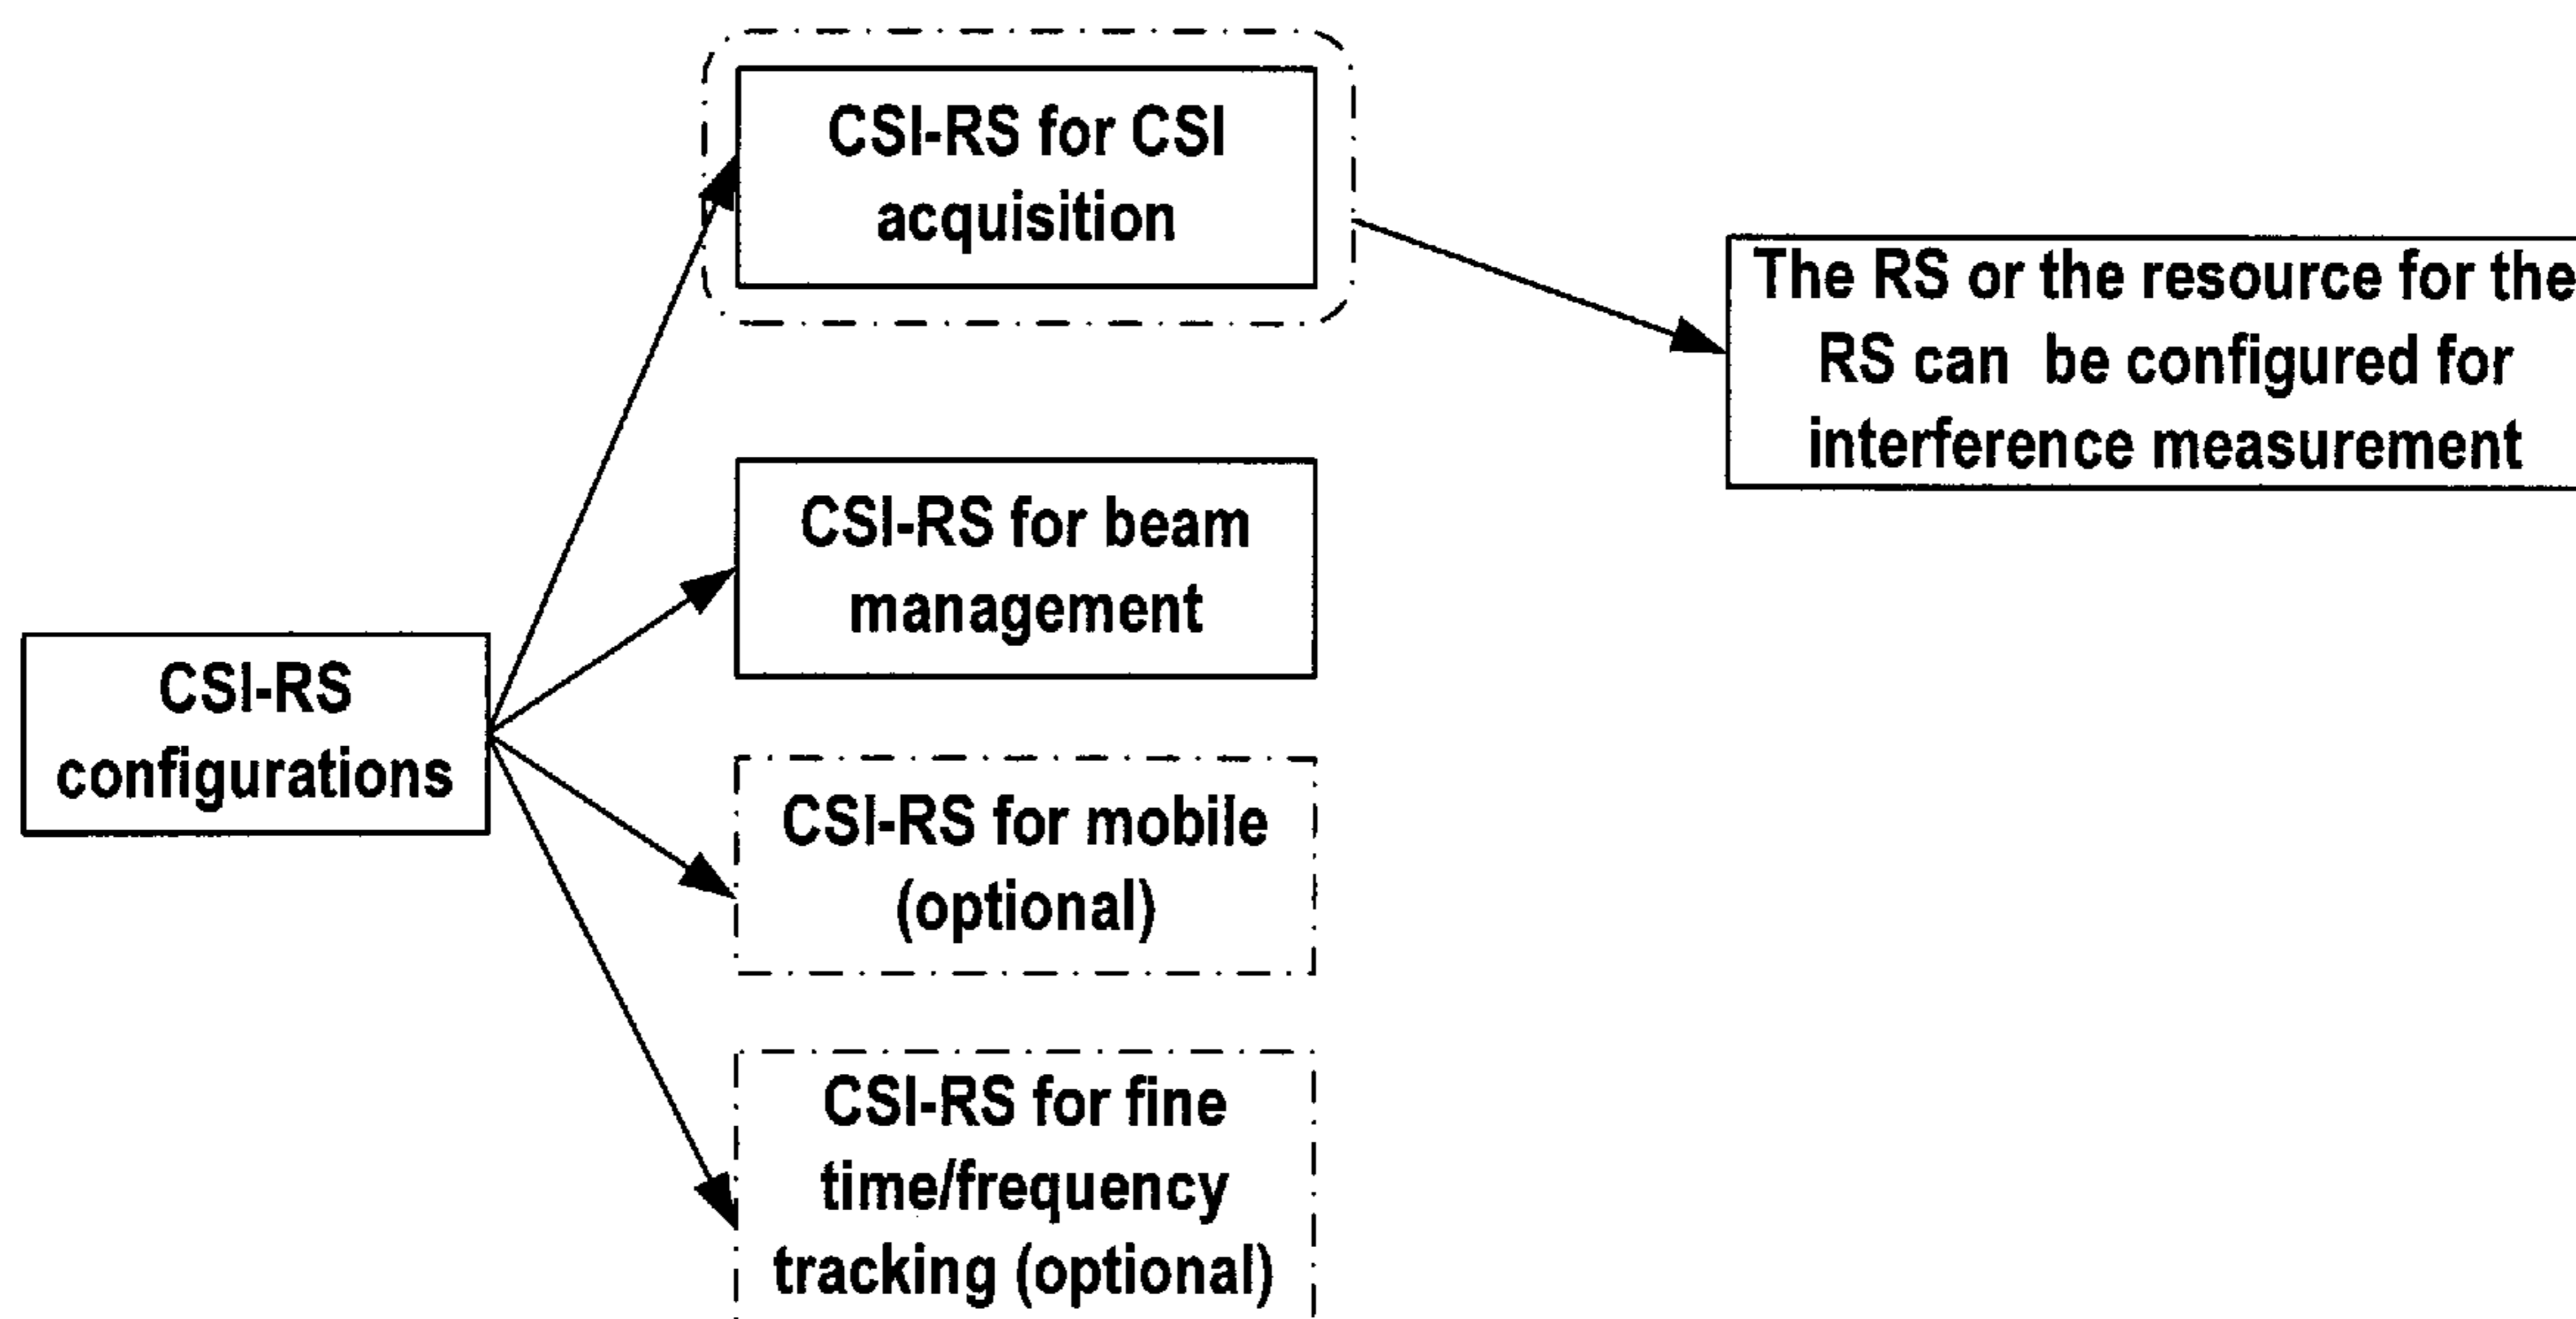 CSI-RS for CSI
acquisition
The RS or the resource for the
RS can be configured for
interference measurement
CSI-RS for beam
management
CSI-RS
configurations
CSI-RS for mobile
(optional)
CSI-RS for fine
time/frequency
tracking (optional)